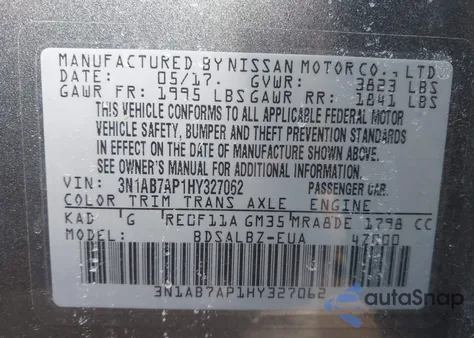 MANUFACTURED BY NISSAN MOTOR CO., LTD.
DATE: 05/17. GVWR: 3823 LBS
GAWR FR: 1995 LBS GAWR RR: 1841 LBS
THIS VEHICLE CONFORMS TO ALL APPLICABLE FEDERAL MOTOR
VEHICLE SAFETY, BUMPER AND THEFT PREVENTION STANDARDS
IN EFFECT ON THE DATE OF MANUFACTURE SHOWN ABOVE.
SEE OWNER'S MANUAL FOR ADDITIONAL INFORMATION.
VIN: 3N1AB7AP1HY327062 PASSENGER CAR.
COLOR TRIM TRANS AXLE ENGINE
KAD G RE0F11A GM35 MRA8DE 1798 CC
MODEL: BDSALBZ-EUA 42000
3N1AB7AP1HY327062
autoSnap